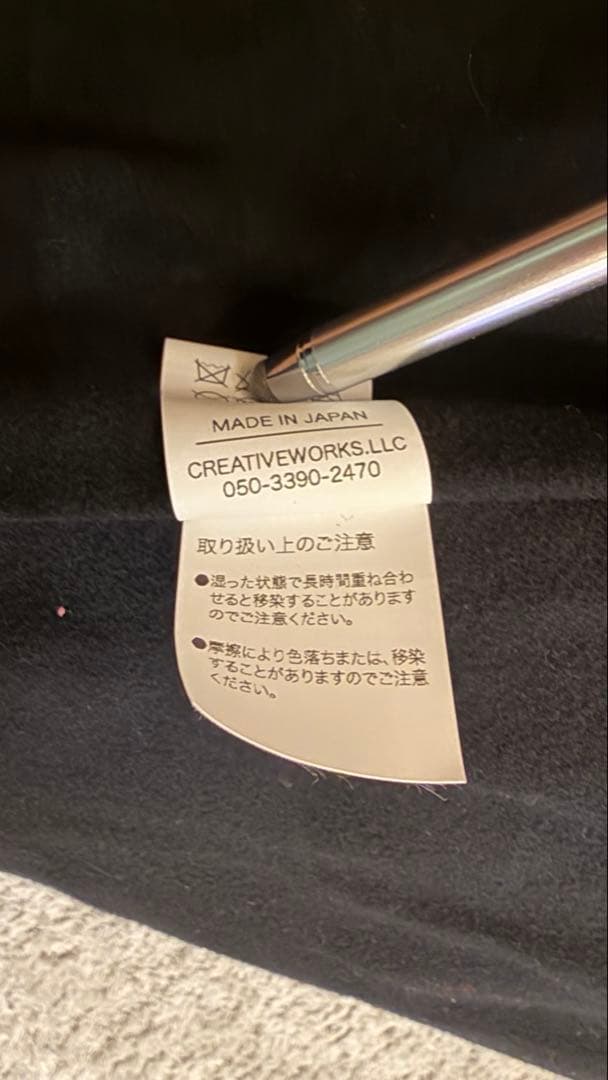 MADE IN JAPAN
CREATIVEWORKS.LLC
050-3390-2470
取り扱い上のご注意
●湿った状態で長時間重ね合わ
せると移染することがあります
のでご注意ください。
●摩擦により色落ちまたは、移染
することがありますのでご注意
ください。